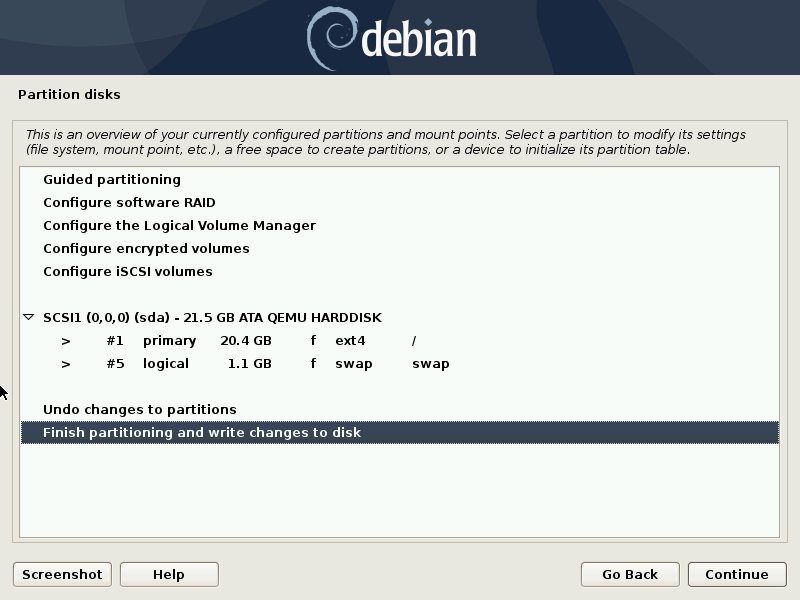 debian
Partition disks
This is an overview of your currently configured partitions and mount points. Select a partition to modify its settings
(file system, mount point, etc.), a free space to create partitions, or a device to initialize its partition table.
Guided partitioning
Configure software RAID
Configure the Logical Volume Manager
Configure encrypted volumes
Configure iSCSI volumes
SCSI1 (0,0,0) (sda) - 21.5 GB ATA QEMU HARDDISK
> #1 primary 20.4 GB f ext4 /
> #5 logical 1.1 GB f swap swap
Undo changes to partitions
Finish partitioning and write changes to disk
Screenshot Help Go Back Continue